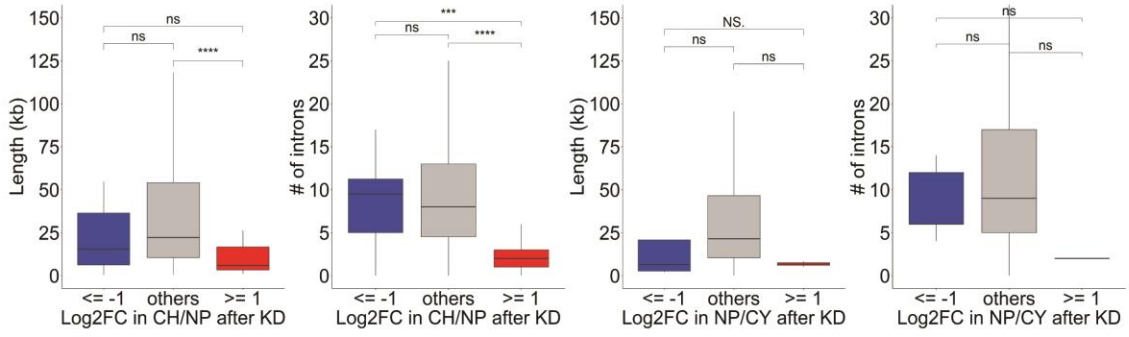 Length (kb)
150
125
100
75
50
25
0
ns
ns
****
<= -1 others >= 1
Log2FC in CH/NP after KD
# of introns
30
25
20
15
10
5
0
***
ns
****
<= -1 others >= 1
Log2FC in CH/NP after KD
Length (kb)
150
125
100
75
50
25
0
NS.
ns
ns
<= -1 others >= 1
Log2FC in NP/CY after KD
# of introns
30
25
20
15
10
5
0
ns
ns
ns
<= -1 others >= 1
Log2FC in NP/CY after KD